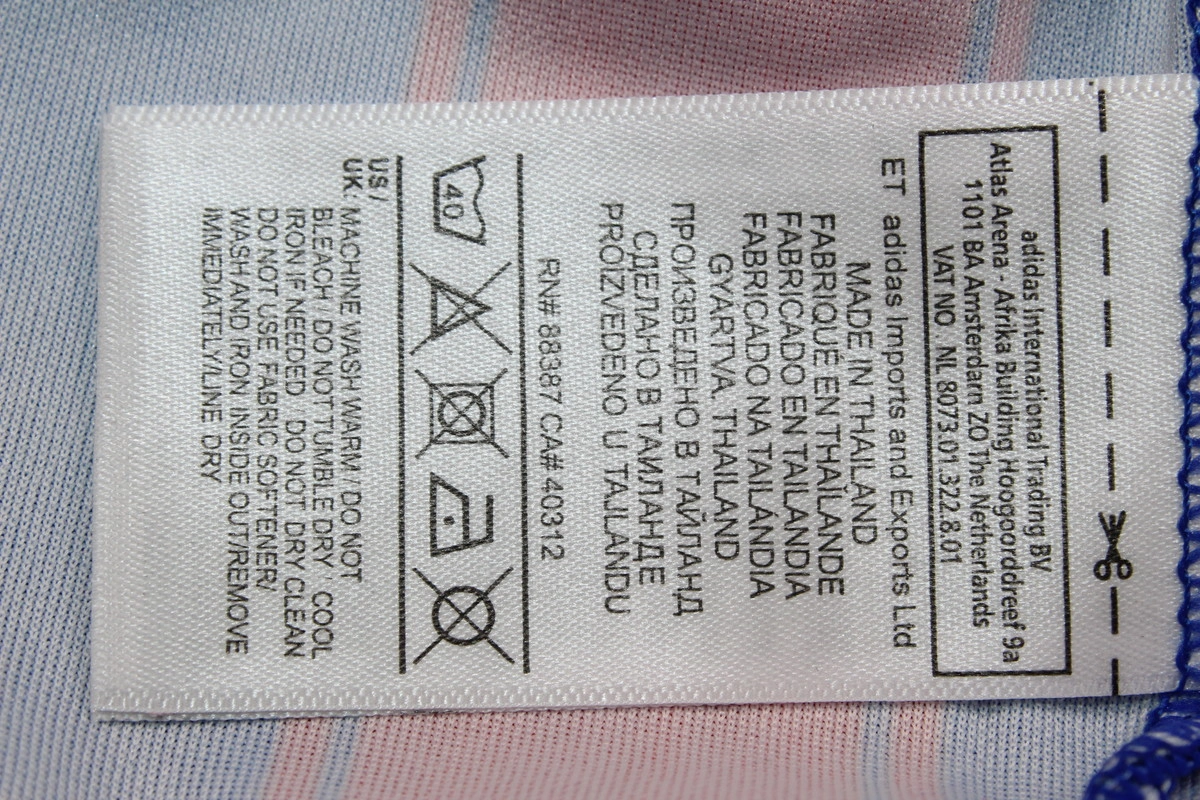 adidas International Trading BV
Atlas Arena - Afrika Building Hoogoorddreef 9a
1101 BA Amsterdam ZO The Netherlands
VAT NO NL 8073.01.322.8.01
ET adidas Imports and Exports Ltd
MADE IN THAILAND
FABRIQUÉ EN THAÏLANDE
FABRICADO EN TAILANDIA
FABRICADO NA TAILÂNDIA
GYÁRTVA THAILAND
ПРОИЗВЕДЕНО В ТАЙЛАНД
СДЕЛАНО В ТАИЛАНДЕ
PROIZVEDENO U TAJLANDU
RN# 88387 CA# 40312
40
US /
UK: MACHINE WASH WARM / DO NOT
BLEACH / DO NOT TUMBLE DRY / COOL
IRON IF NEEDED / DO NOT DRY CLEAN
DO NOT USE FABRIC SOFTENER/
WASH AND IRON INSIDE OUT/REMOVE
IMMEDIATELY/LINE DRY